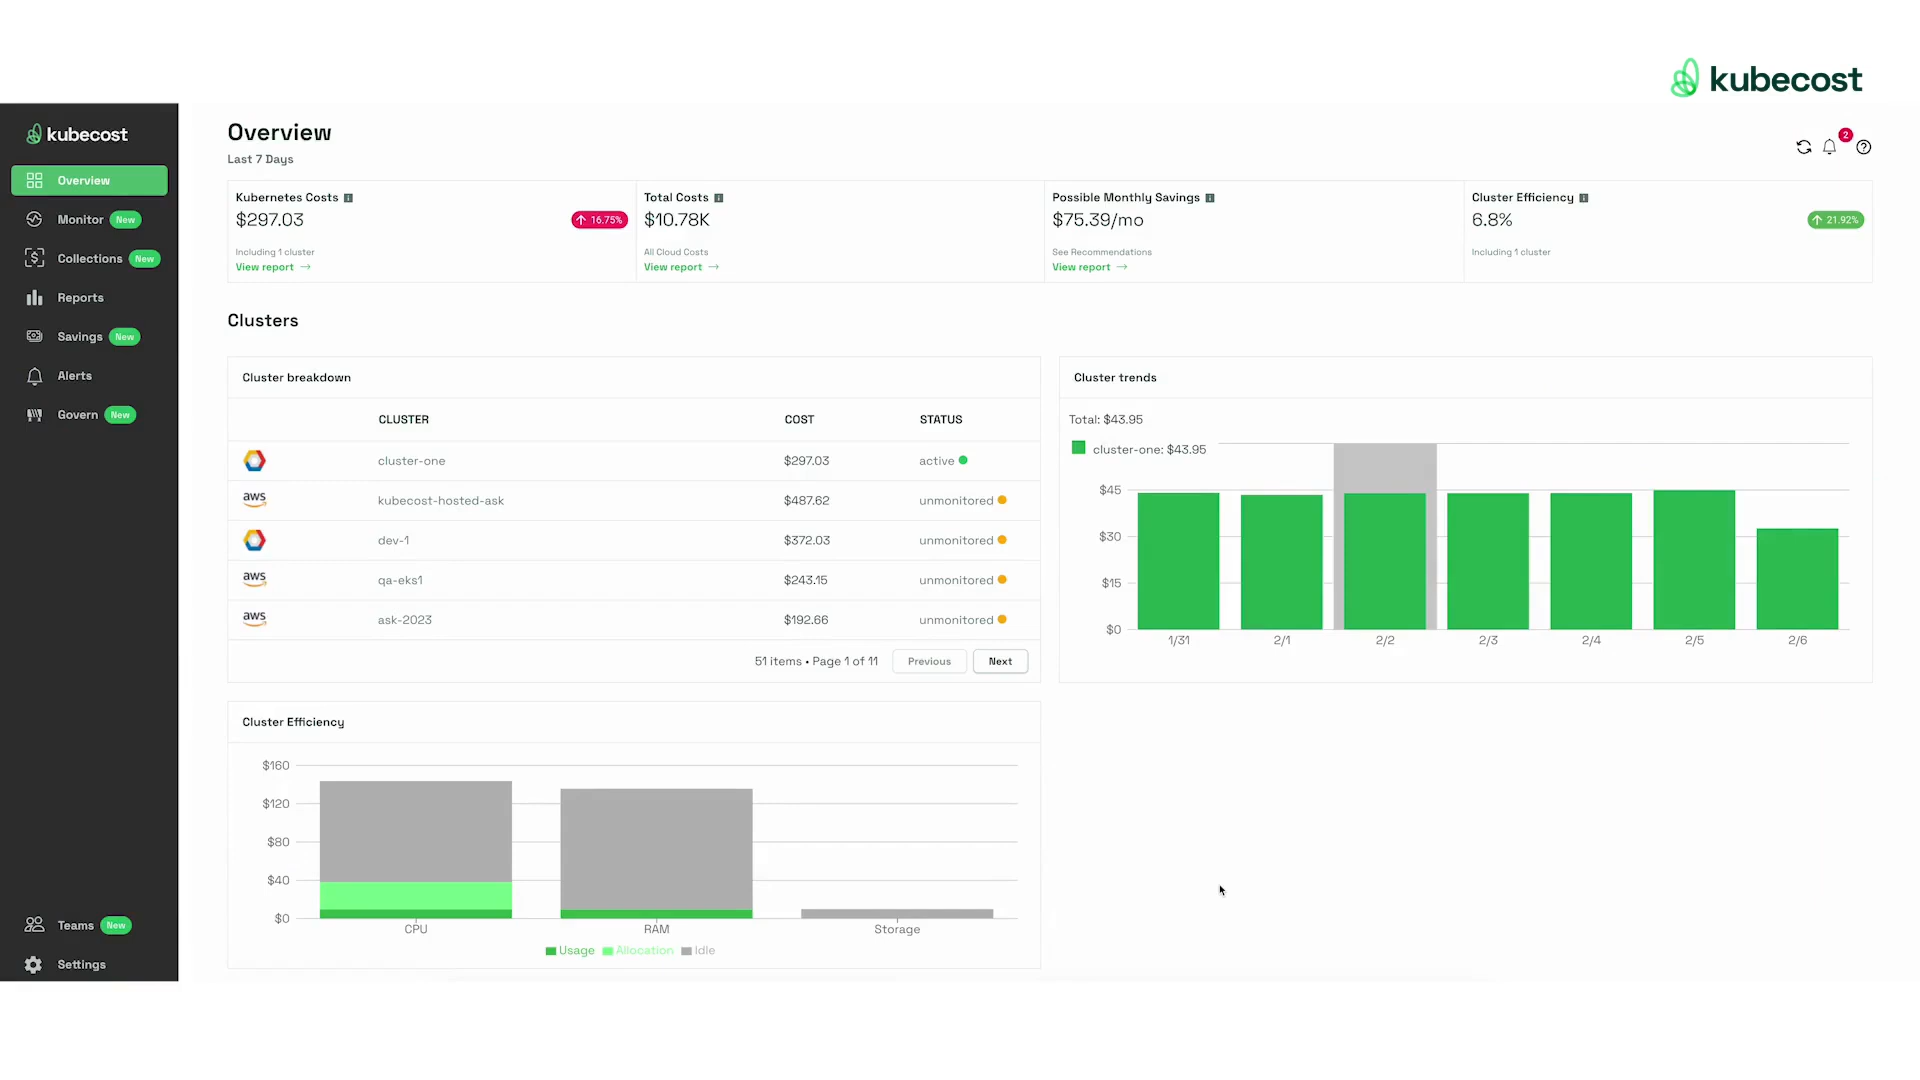 kubecost
kubecost
Overview
Monitor New
Collections New
Reports
Savings New
Alerts
Govern New
Teams New
Settings
Overview
Last 7 Days
2
Kubernetes Costs
$297.03
16.75%
Including 1 cluster
View report →
Total Costs
$10.78K
All Cloud Costs
View report →
Possible Monthly Savings
$75.39/mo
See Recommendations
View report →
Cluster Efficiency
6.8%
21.92%
Including 1 cluster
Clusters
Cluster breakdown
CLUSTER COST STATUS
cluster-one $297.03 active
aws kubecost-hosted-ask $487.62 unmonitored
dev-1 $372.03 unmonitored
aws qa-eks1 $243.15 unmonitored
aws ask-2023 $192.66 unmonitored
51 items • Page 1 of 11 Previous Next
Cluster trends
Total: $43.95
cluster-one: $43.95
$45
$30
$15
$0
1/31 2/1 2/2 2/3 2/4 2/5 2/6
Cluster Efficiency
$160
$120
$80
$40
$0
CPU RAM Storage
Usage Allocation Idle